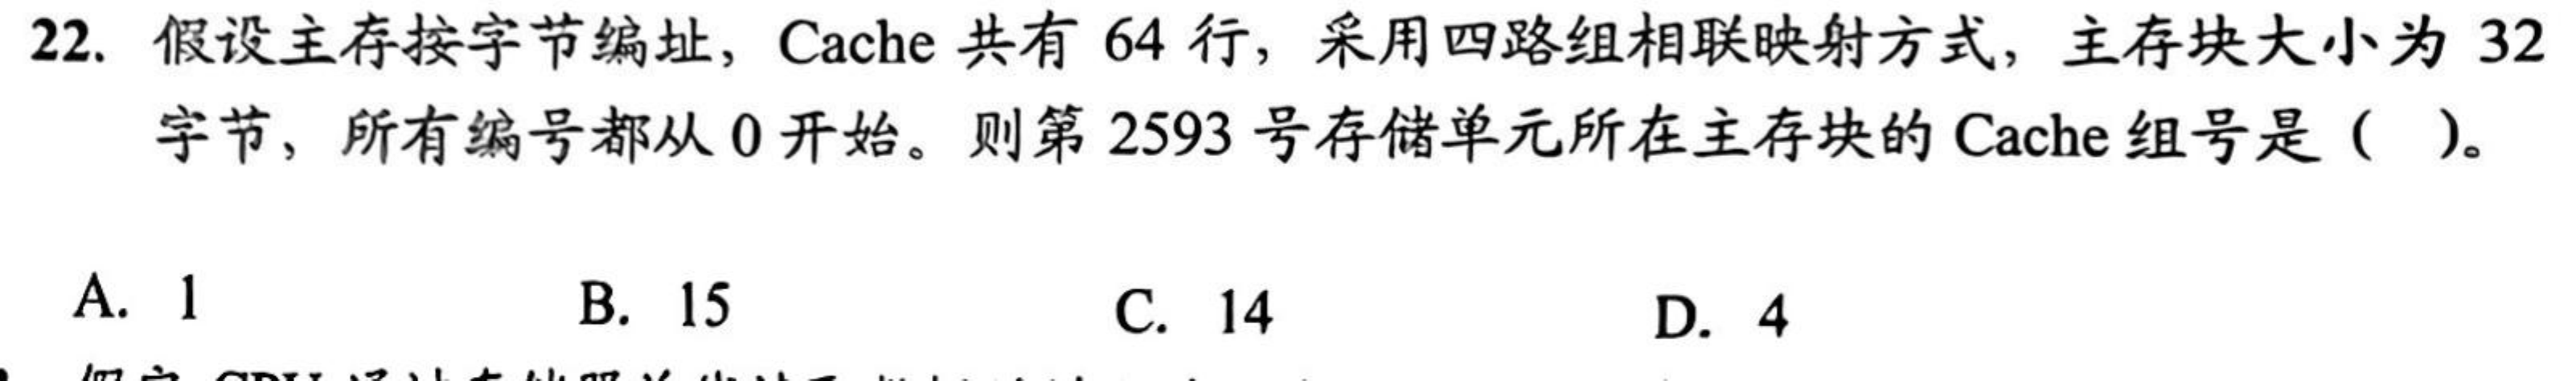 22. 假设主存按字节编址，Cache 共有 64 行，采用四路组相联映射方式，主存块大小为 32
字节，所有编号都从 0 开始。则第 2593 号存储单元所在主存块的 Cache 组号是（ ）。
A. 1 B. 15 C. 14 D. 4